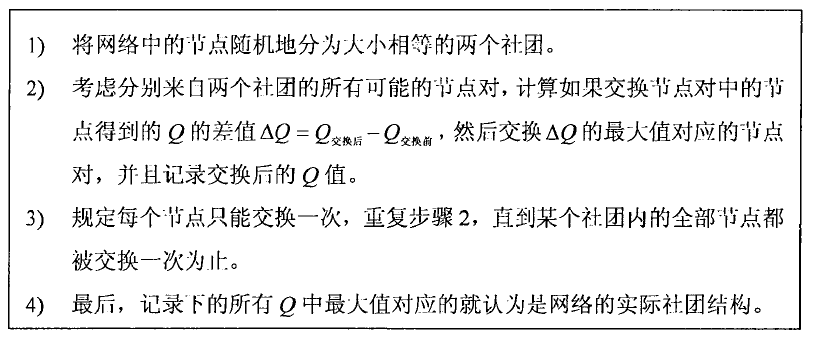 1) 将网络中的节点随机地分为大小相等的两个社团。
2) 考虑分别来自两个社团的所有可能的节点对，计算如果交换节点对中的节
点得到的 Q 的差值 ΔQ = Q交换后 − Q交换前，然后交换 ΔQ 的最大值对应的节点
对，并且记录交换后的 Q 值。
3) 规定每个节点只能交换一次，重复步骤 2，直到某个社团内的全部节点都
被交换一次为止。
4) 最后，记录下的所有 Q 中最大值对应的就认为是网络的实际社团结构。